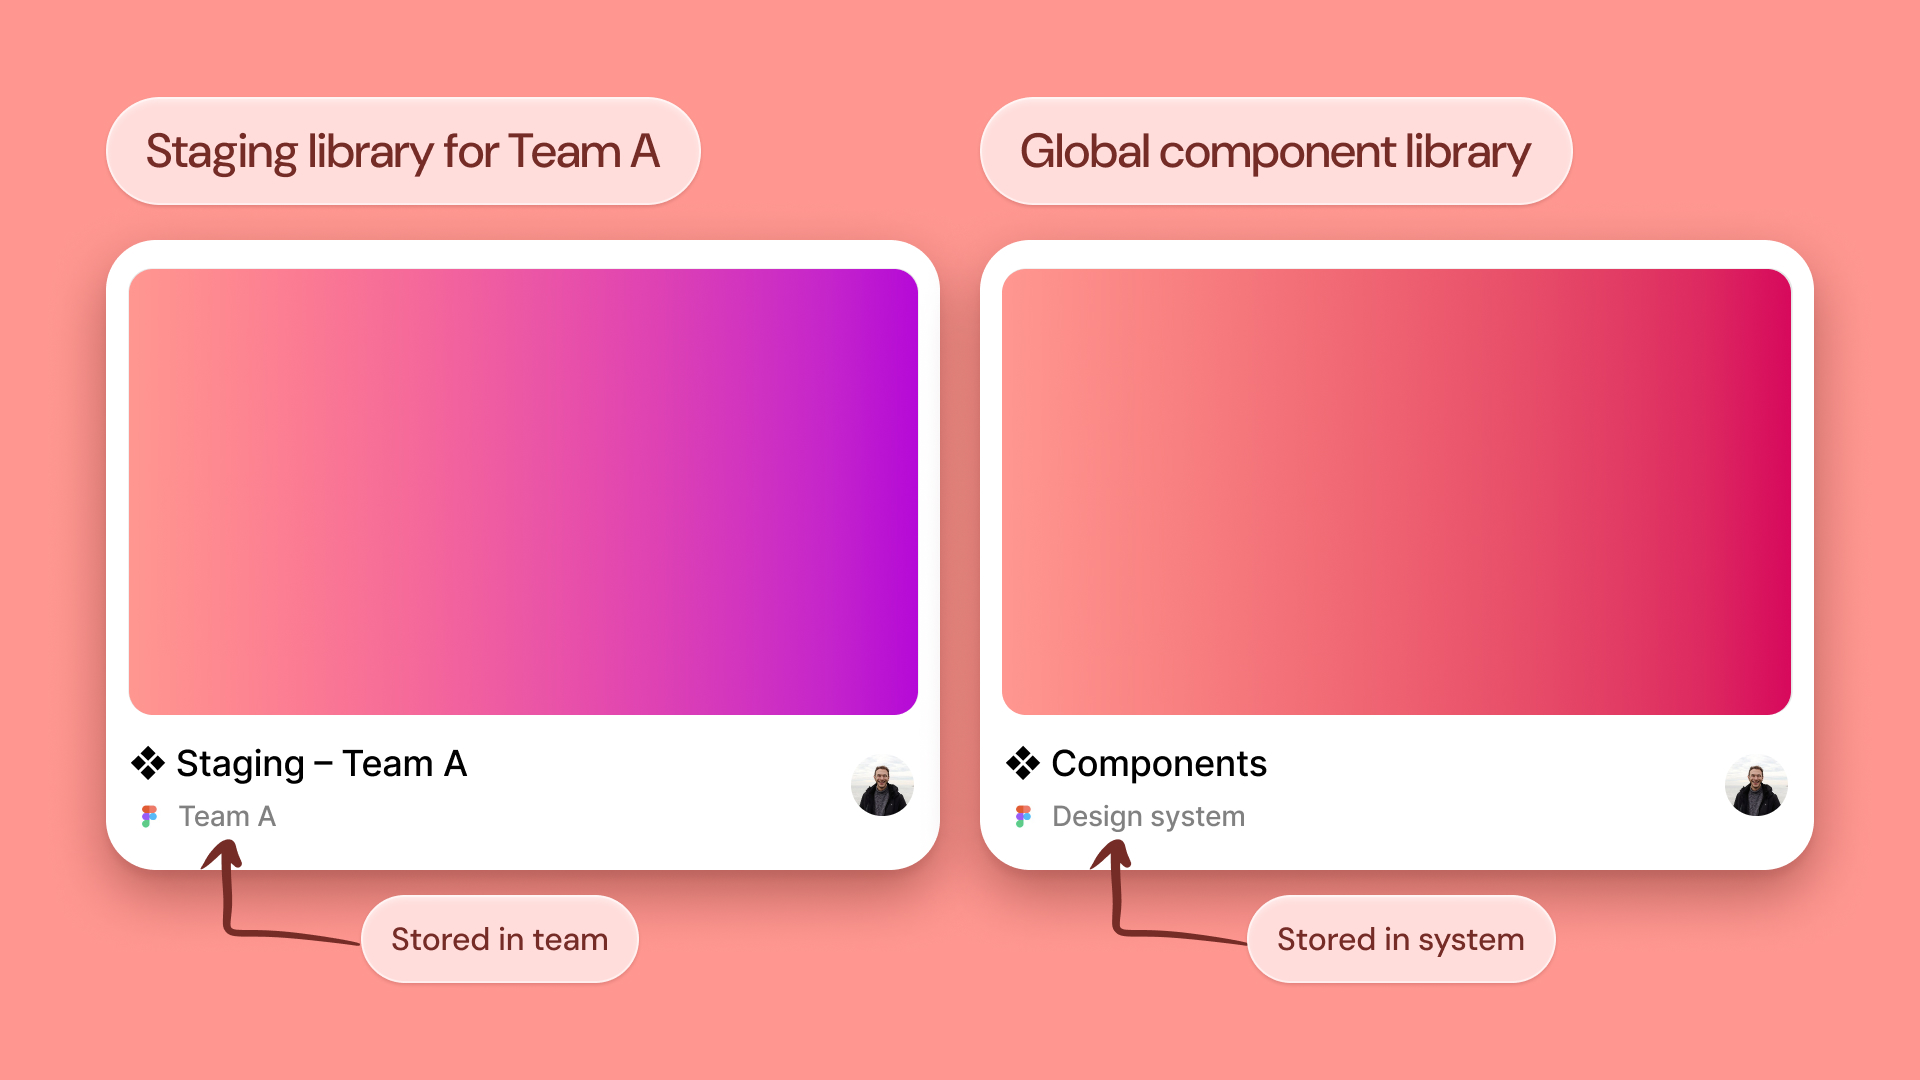 Staging library for Team A
Global component library
❖ Staging – Team A
Team A
❖ Components
Design system
Stored in team
Stored in system